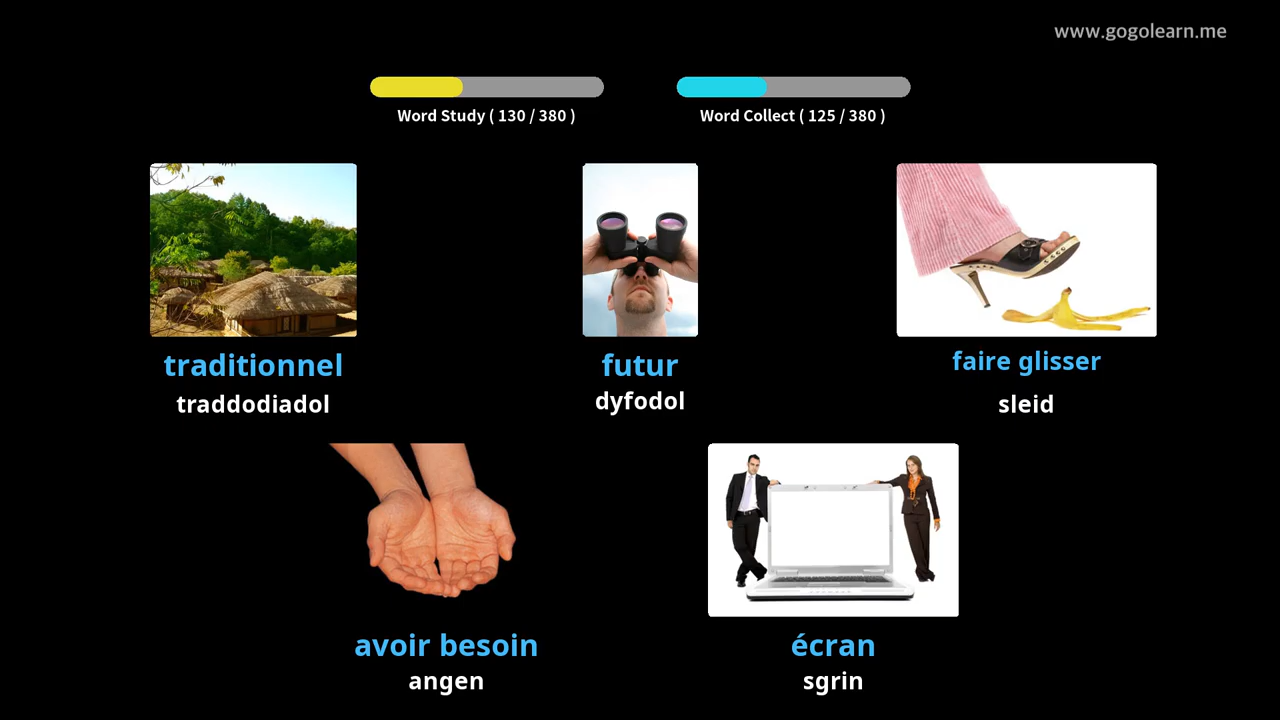 www.gogolearn.me
Word Study ( 130 / 380 )
Word Collect ( 125 / 380 )
traditionnel
traddodiadol
futur
dyfodol
faire glisser
sleid
avoir besoin
angen
écran
sgrin